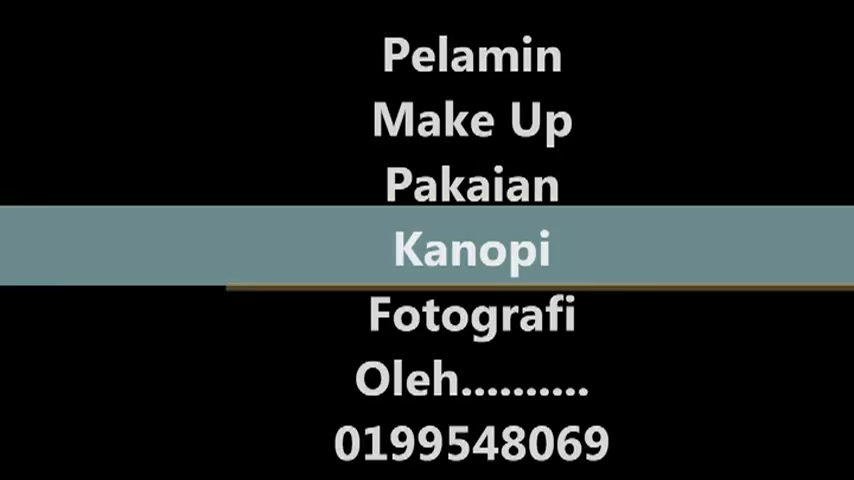 Pelamin
Make Up
Pakaian
Kanopi
Fotografi
Oleh..........
0199548069